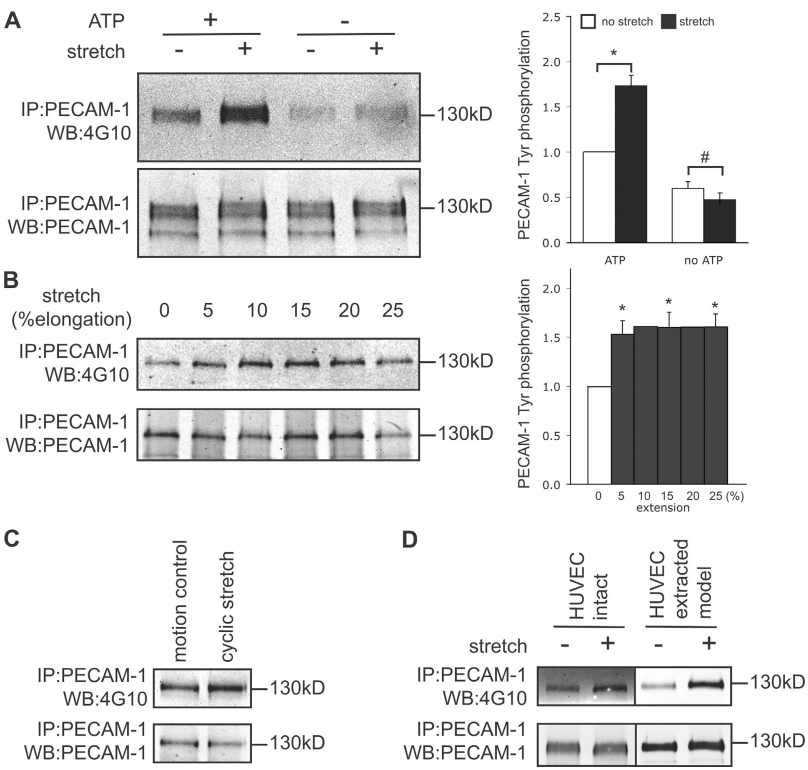 A
ATP + -
stretch - + - +
IP:PECAM-1
WB:4G10
130kD
IP:PECAM-1
WB:PECAM-1
130kD
PECAM-1 Tyr phosphorylation
no stretch stretch
2.5
2.0
1.5
1.0
0.5
0.0
*
#
ATP no ATP
B
stretch
(%elongation)
0 5 10 15 20 25
IP:PECAM-1
WB:4G10
130kD
IP:PECAM-1
WB:PECAM-1
130kD
PECAM-1 Tyr phosphorylation
2.0
1.5
1.0
0.5
0.0
* * *
0 5 10 15 20 25 (%)
extension
C
motion control
cyclic stretch
IP:PECAM-1
WB:4G10
130kD
IP:PECAM-1
WB:PECAM-1
130kD
D
HUVEC
intact
HUVEC
extracted
model
stretch - + - +
IP:PECAM-1
WB:4G10
130kD
IP:PECAM-1
WB:PECAM-1
130kD